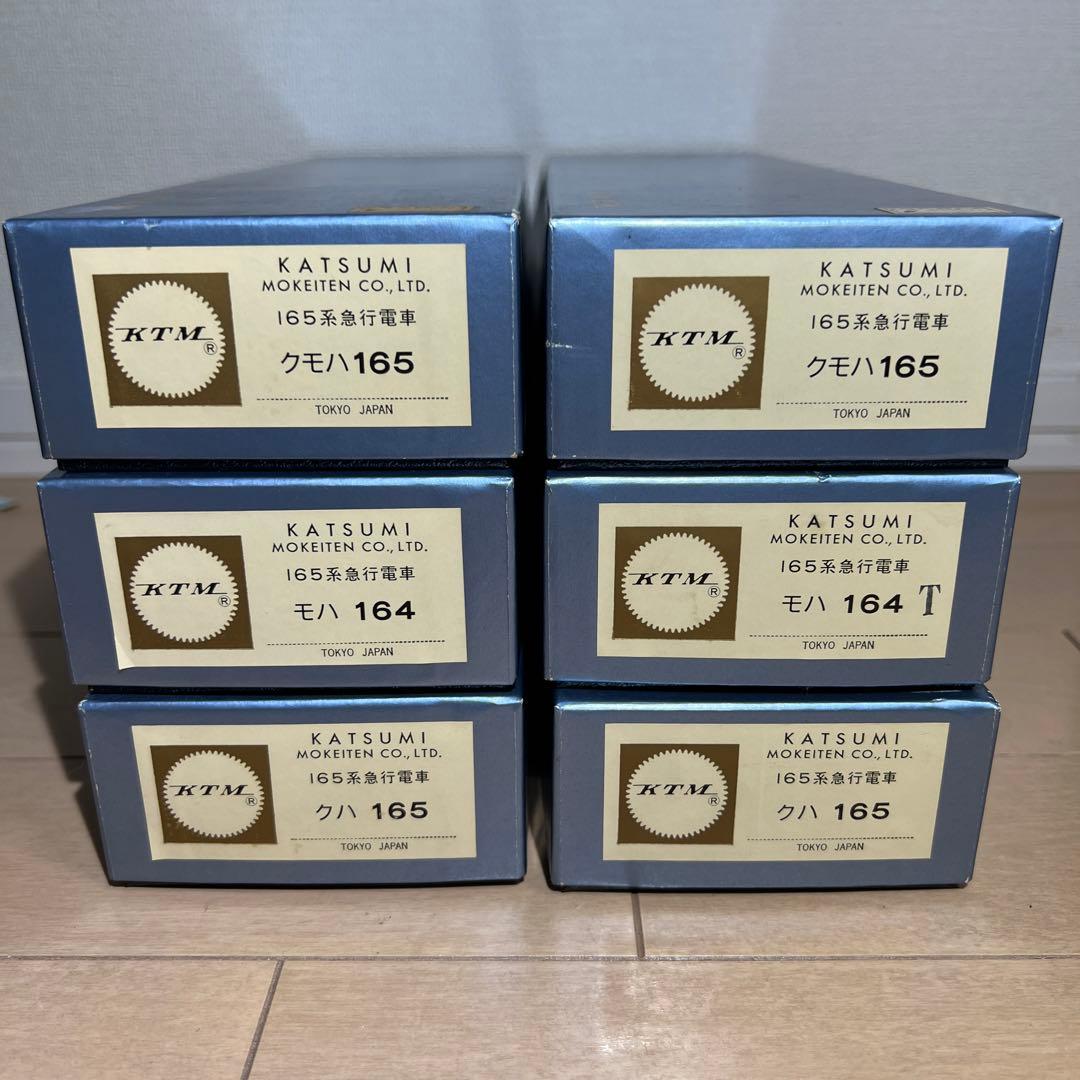 KATSUMI
MOKEITEN CO., LTD.
KTM
®
165系急行電車
クモハ165
TOKYO JAPAN
KATSUMI
MOKEITEN CO., LTD.
KTM
®
165系急行電車
クモハ165
TOKYO JAPAN
KATSUMI
MOKEITEN CO., LTD.
KTM
®
165系急行電車
モハ 164
TOKYO JAPAN
KATSUMI
MOKEITEN CO., LTD.
KTM
®
165系急行電車
モハ 164 T
TOKYO JAPAN
KATSUMI
MOKEITEN CO., LTD.
KTM
®
165系急行電車
クハ 165
TOKYO JAPAN
KATSUMI
MOKEITEN CO., LTD.
KTM
®
165系急行電車
クハ 165
TOKYO JAPAN